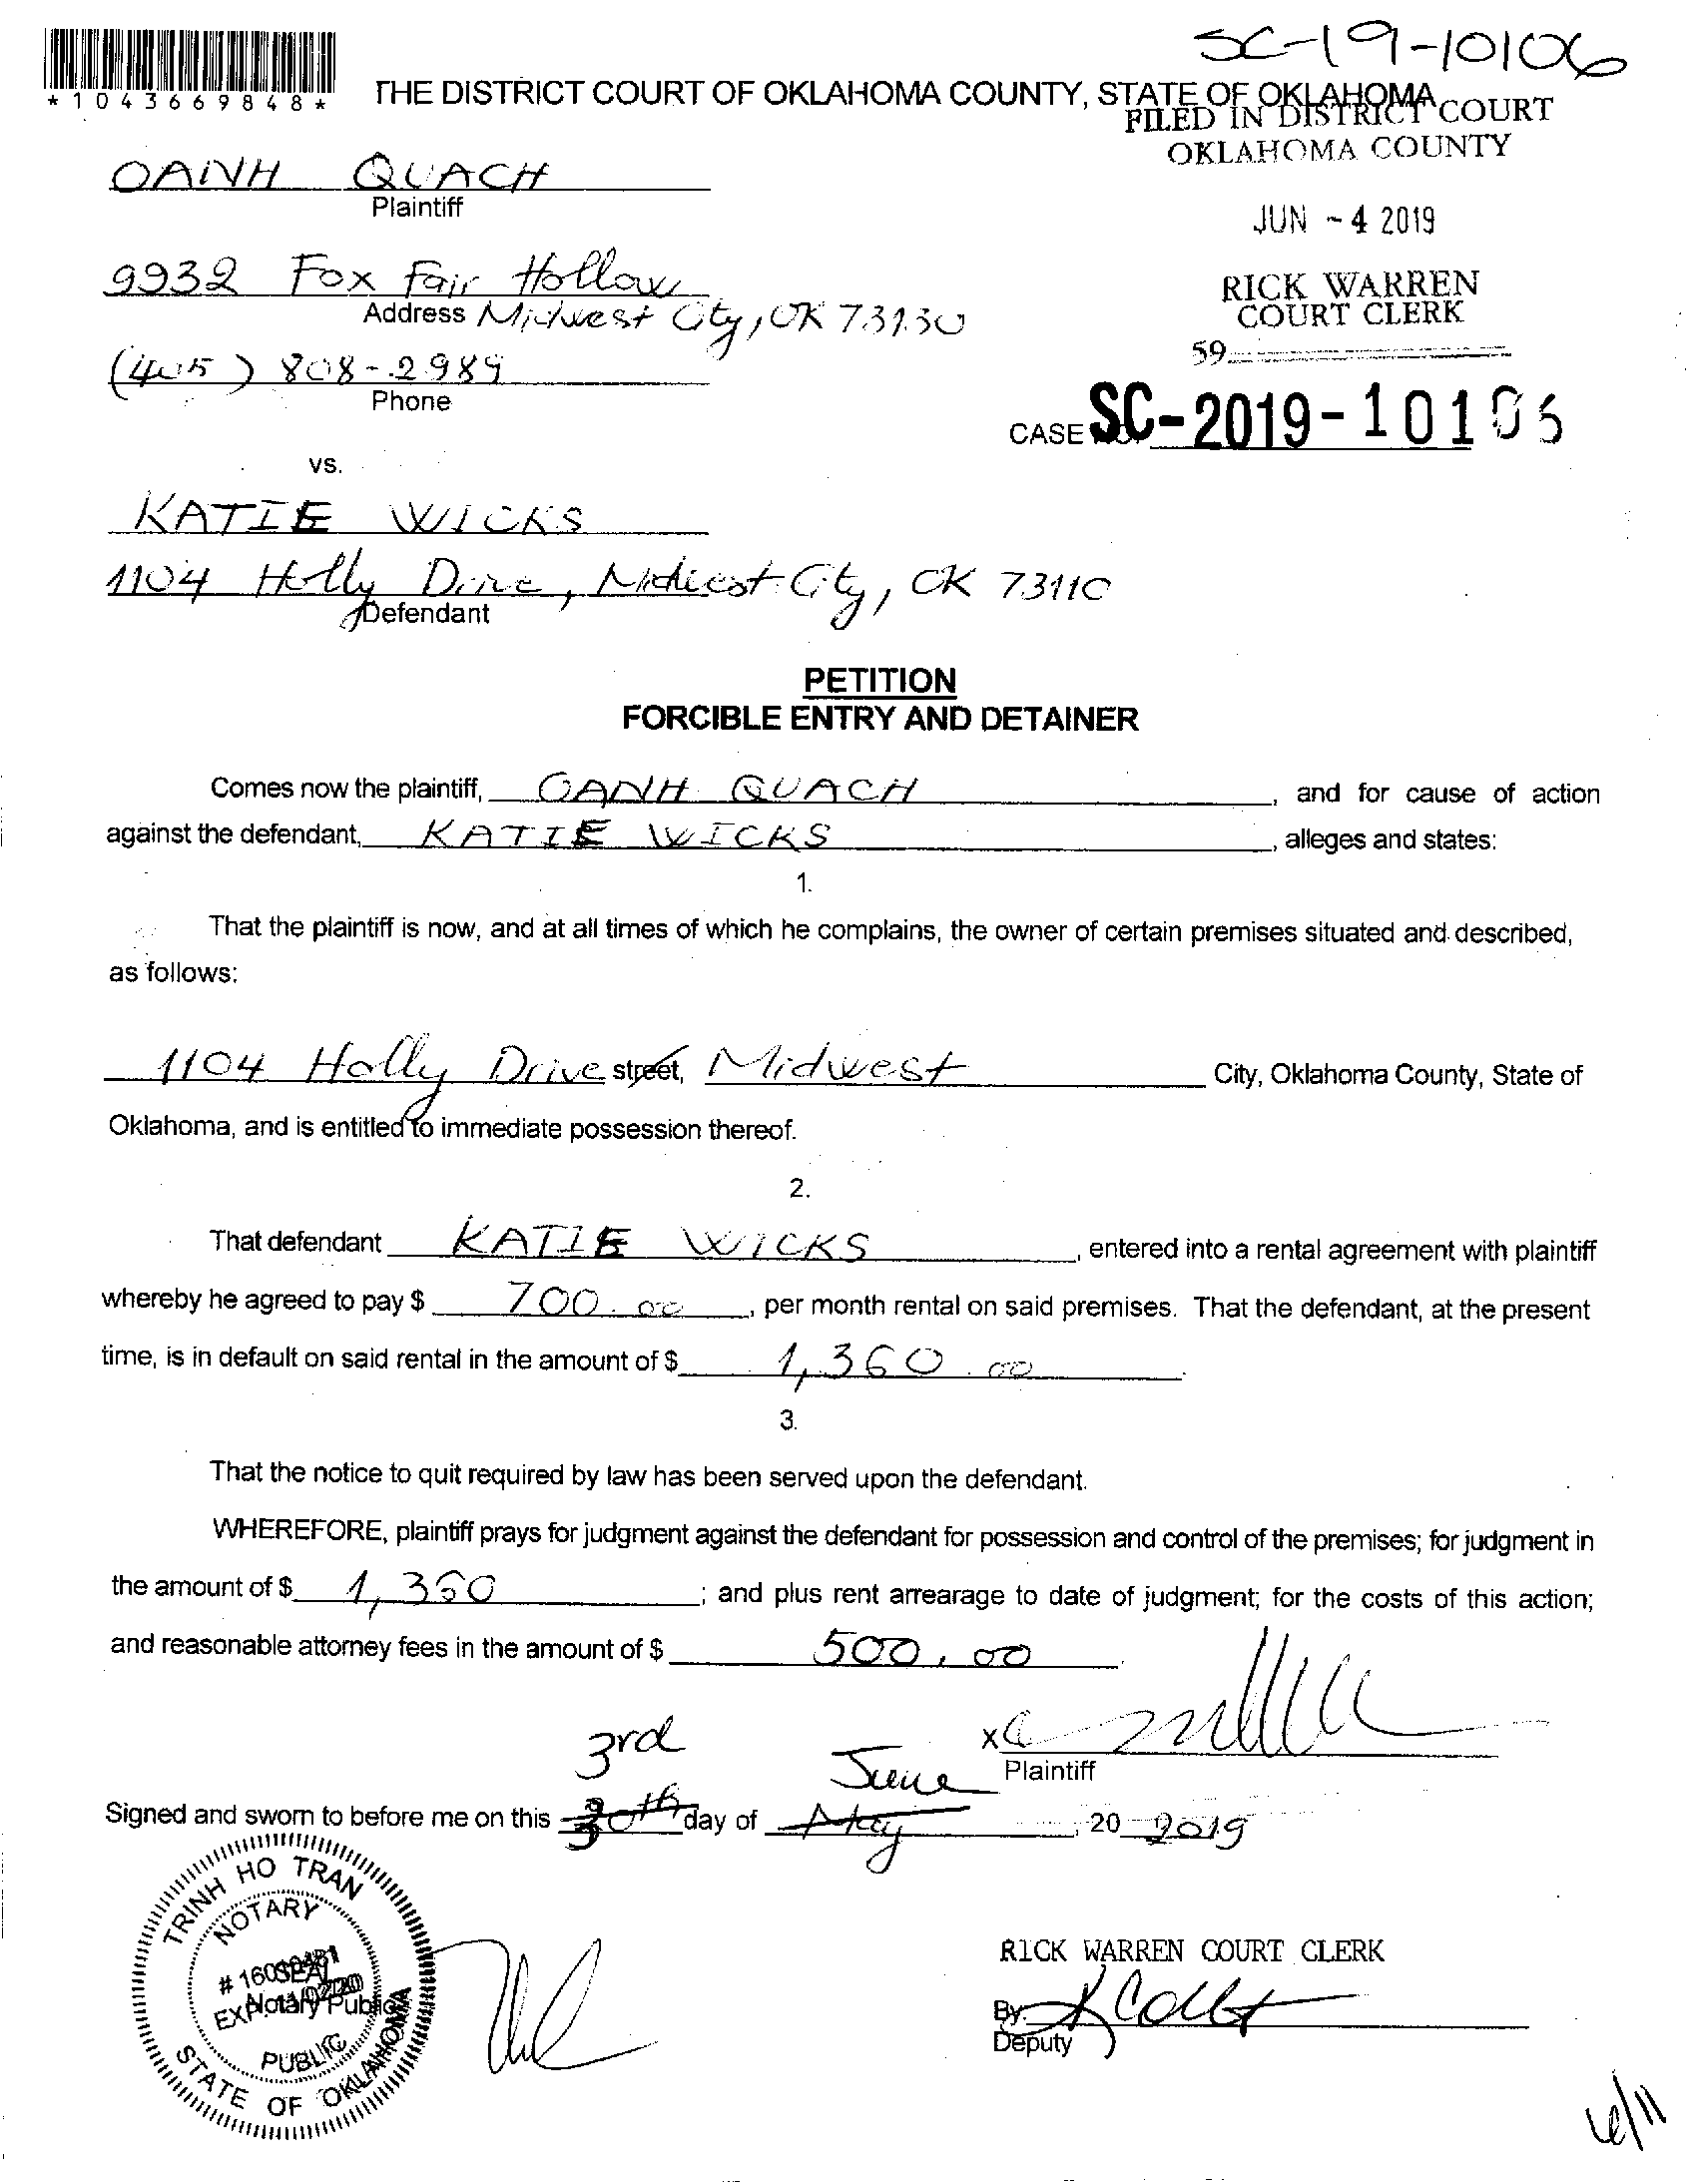 SC-19-10106
*1043669848*
THE DISTRICT COURT OF OKLAHOMA COUNTY, STATE OF OKLAHOMA
FILED IN DISTRICT COURT
OKLAHOMA COUNTY
OANH QUACH
Plaintiff
JUN - 4 2019
9932 Fox Fair Hollow
Address Midwest City, OK 73130
RICK WARREN
COURT CLERK
59
(405) 808-2989
Phone
CASE SC-2019-10106
vs.
KATIE WICKS
1104 Holly Drive, Midwest City, OK 73110
Defendant
PETITION
FORCIBLE ENTRY AND DETAINER
Comes now the plaintiff, OANH QUACH, and for cause of action
against the defendant, KATIE WICKS, alleges and states:
1.
That the plaintiff is now, and at all times of which he complains, the owner of certain premises situated and described,
as follows:
1104 Holly Drive street, Midwest City, Oklahoma County, State of
Oklahoma, and is entitled to immediate possession thereof.
2.
That defendant KATIE WICKS, entered into a rental agreement with plaintiff
whereby he agreed to pay $ 700.00, per month rental on said premises. That the defendant, at the present
time, is in default on said rental in the amount of $ 1,360.00.
3.
That the notice to quit required by law has been served upon the defendant.
WHEREFORE, plaintiff prays for judgment against the defendant for possession and control of the premises; for judgment in
the amount of $ 1,360; and plus rent arrearage to date of judgment; for the costs of this action;
and reasonable attorney fees in the amount of $ 500.00.
x
Plaintiff
3rd June
Signed and sworn to before me on this 30th day of May, 20 2019
TRINH HO TRAN
NOTARY
SEAL
Notary Public
PUBLIC
STATE OF OKLAHOMA
RICK WARREN COURT CLERK
By:
Deputy
6/11